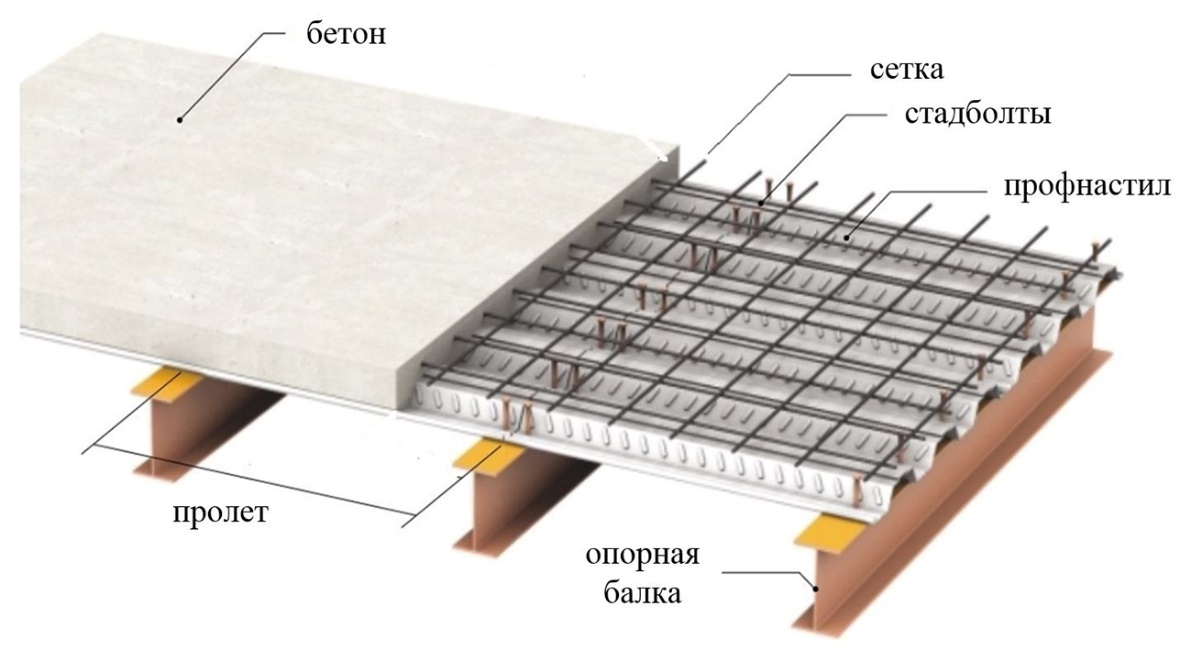 бетон
сетка
стадболты
профнастил
пролет
опорная
балка